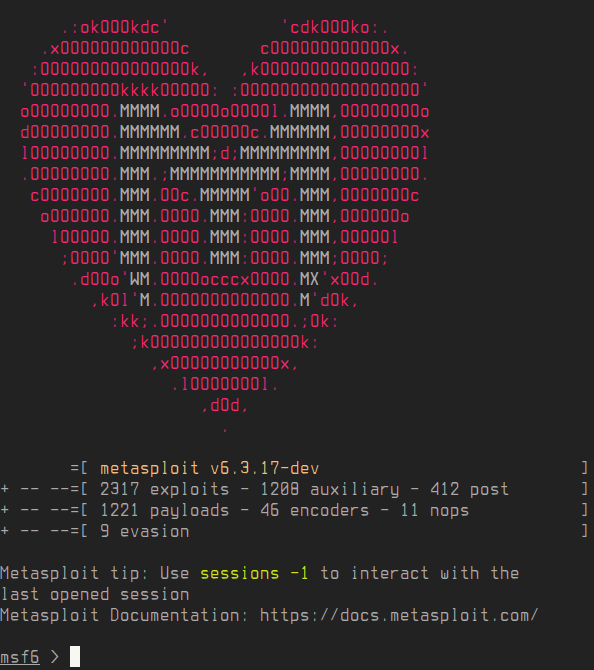 .:okOOOkdc'           'cdkOOOko:.
.xOOOOOOOOOOOOc       cOOOOOOOOOOOOx.
:OOOOOOOOOOOOOOOk,   ,kOOOOOOOOOOOOOOO:
'OOOOOOOOOkkkkOOOOO: :OOOOOOOOOOOOOOOOOO'
oOOOOOOOO.MMMM.oOOOOoOOOOl.MMMM,OOOOOOOOo
dOOOOOOOO.MMMMMM.cOOOOOc.MMMMMM,OOOOOOOOx
lOOOOOOOO.MMMMMMMMM;d;MMMMMMMMM,OOOOOOOOl
.OOOOOOOO.MMM.;MMMMMMMMMMM;MMMM,OOOOOOOO.
cOOOOOOO.MMM.OOc.MMMMM'oOO.MMM,OOOOOOOc
oOOOOOO.MMM.OOOO.MMM:OOOO.MMM,OOOOOOo
lOOOOO.MMM.OOOO.MMM:OOOO.MMM,OOOOOl
;OOOO'MMM.OOOO.MMM:OOOO.MMM;OOOO;
.dOOo'WM.OOOOocccxOOOO.MX'xOOd.
,kOl'M.OOOOOOOOOOOOO.M'dOk,
:kk;.OOOOOOOOOOOOO.;Ok:
;kOOOOOOOOOOOOOOOk:
,xOOOOOOOOOOOx,
.lOOOOOOOl.
,dOd,
.
=[ metasploit v6.3.17-dev                          ]
+ -- --=[ 2317 exploits - 1208 auxiliary - 412 post       ]
+ -- --=[ 1221 payloads - 46 encoders - 11 nops           ]
+ -- --=[ 9 evasion                                       ]
Metasploit tip: Use sessions -1 to interact with the
last opened session
Metasploit Documentation: https://docs.metasploit.com/
msf6 >